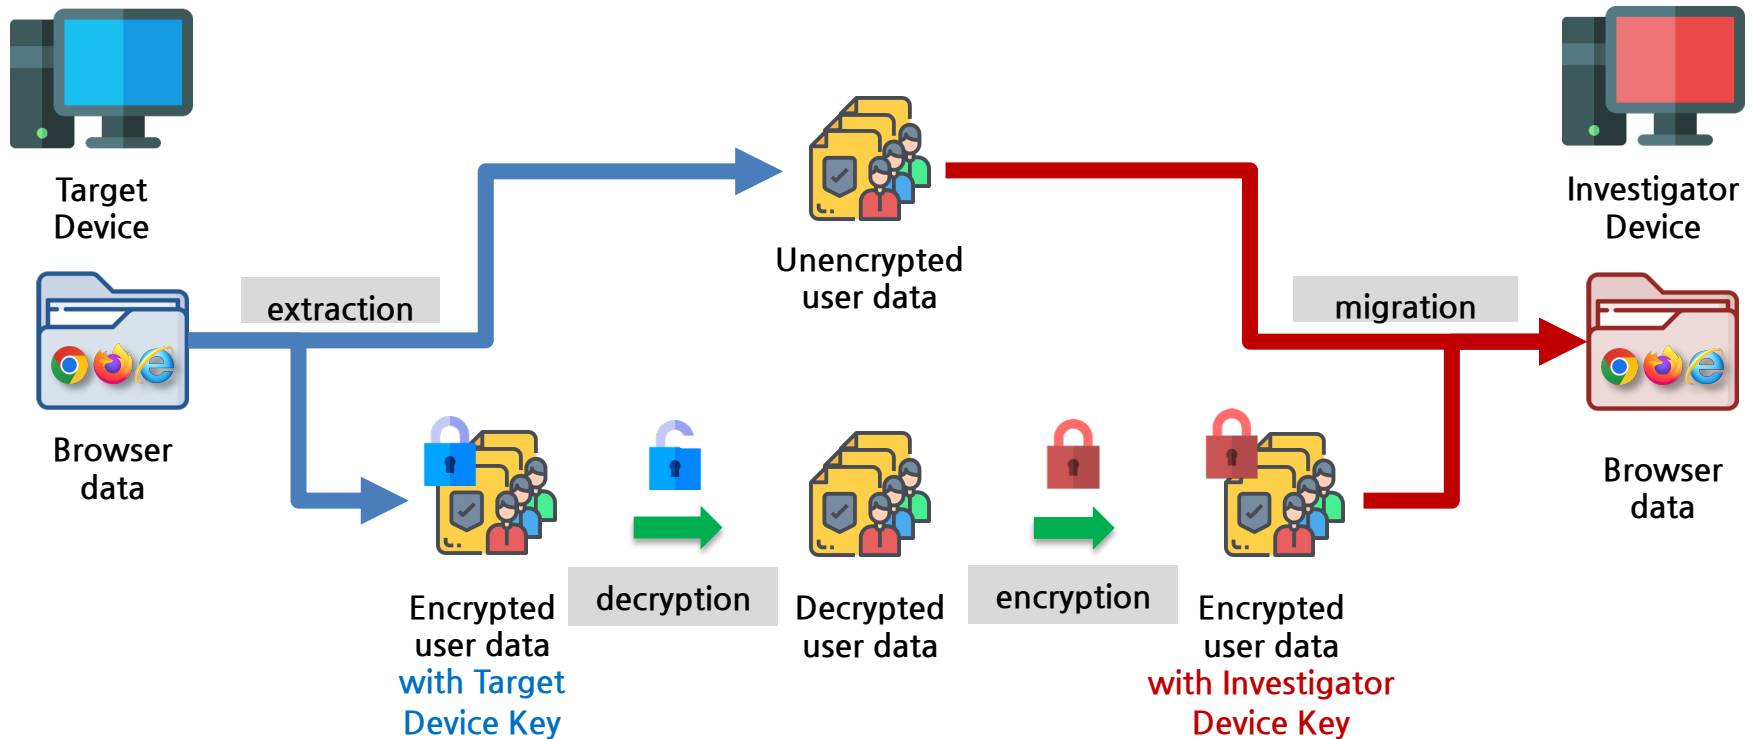 Target
Device
Investigator
Device
Unencrypted
user data
extraction
migration
Browser
data
Browser
data
Encrypted
user data
with Target
Device Key
decryption
Decrypted
user data
encryption
Encrypted
user data
with Investigator
Device Key